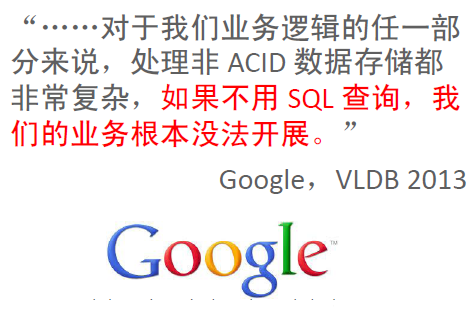 “……对于我们业务逻辑的任一部
分来说，处理非 ACID 数据存储都
非常复杂，如果不用 SQL 查询，我
们的业务根本没法开展。”
Google，VLDB 2013
Google™